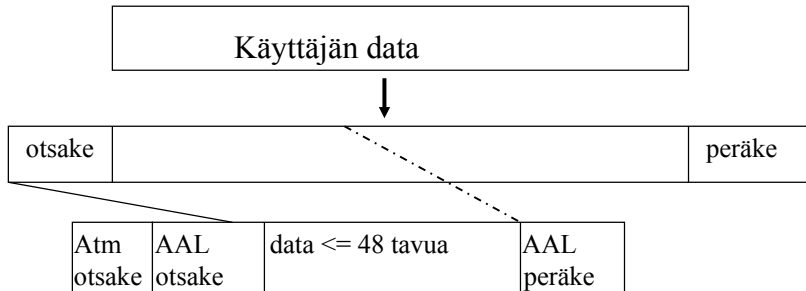 Käyttäjän data
otsake
peräke
Atm AAL data <= 48 tavua AAL
otsake otsake peräke